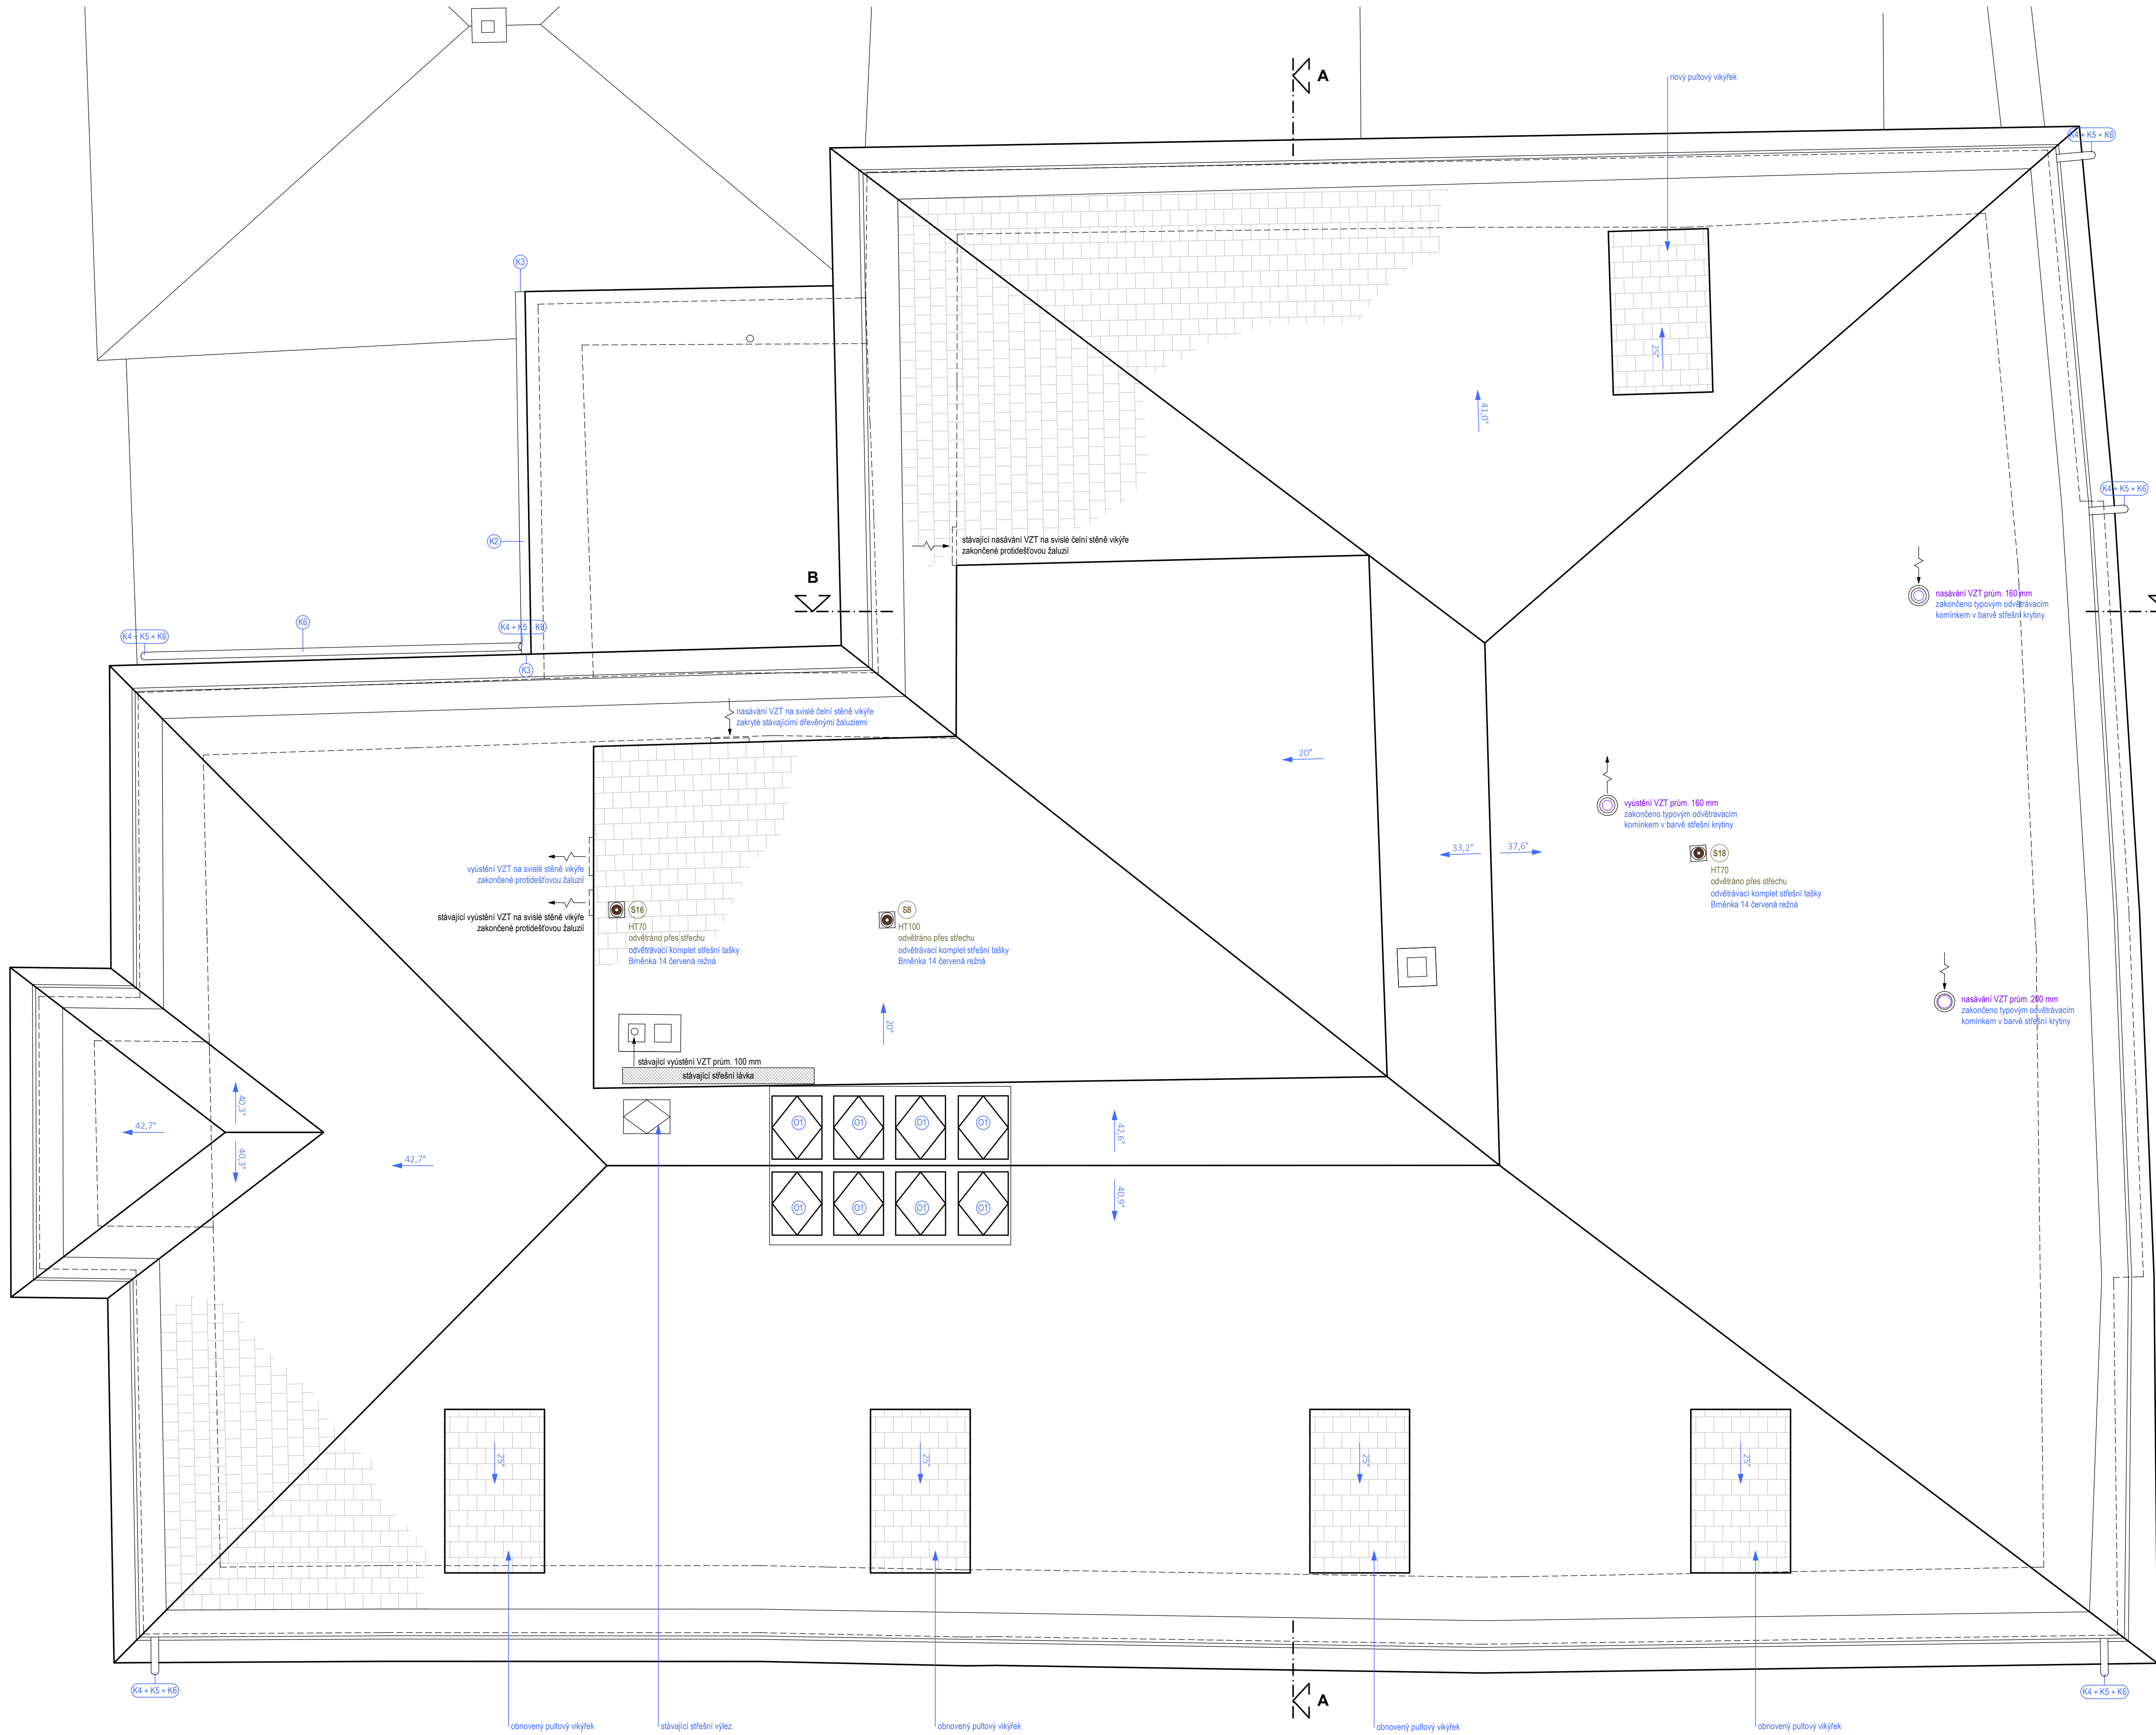 A
nový pultový vikýřek
K4 + K5 + K6
K3
25°
41,0°
K4 + K5 + K6
K2
stávající nasávání VZT na svislé čelní stěně vikýře
zakončené protidešťovou žaluzií
B
nasávání VZT prům. 160 mm
zakončeno typovým odvětrávacím
komínkem v barvě střešní krytiny
K6
K4 + K5 + K6
K4 + K5 + K6
K3
nasávání VZT na svislé čelní stěně vikýře
zakryté stávajícími dřevěnými žaluziemi
20°
vyústění VZT prům. 160 mm
zakončeno typovým odvětrávacím
komínkem v barvě střešní krytiny
33,2°
37,6°
S18
HT70
odvětráno přes střechu
odvětrávací komplet střešní tašky
Brněnka 14 červená režná
vyústění VZT na svislé stěně vikýře
zakončené protidešťovou žaluzií
stávající vyústění VZT na svislé stěně vikýře
zakončené protidešťovou žaluzií
S16
HT70
odvětráno přes střechu
odvětrávací komplet střešní tašky
Brněnka 14 červená režná
S8
HT100
odvětráno přes střechu
odvětrávací komplet střešní tašky
Brněnka 14 červená režná
nasávání VZT prům. 200 mm
zakončeno typovým odvětrávacím
komínkem v barvě střešní krytiny
20°
stávající vyústění VZT prům. 100 mm
stávající střešní lávka
40,3°
42,7°
40,3°
42,7°
O1
O1
O1
O1
42,6°
O1
O1
O1
O1
40,9°
25°
25°
25°
25°
K4 + K5 + K6
K4 + K5 + K6
A
obnovený pultový vikýřek
stávající střešní výlez
obnovený pultový vikýřek
obnovený pultový vikýřek
obnovený pultový vikýřek